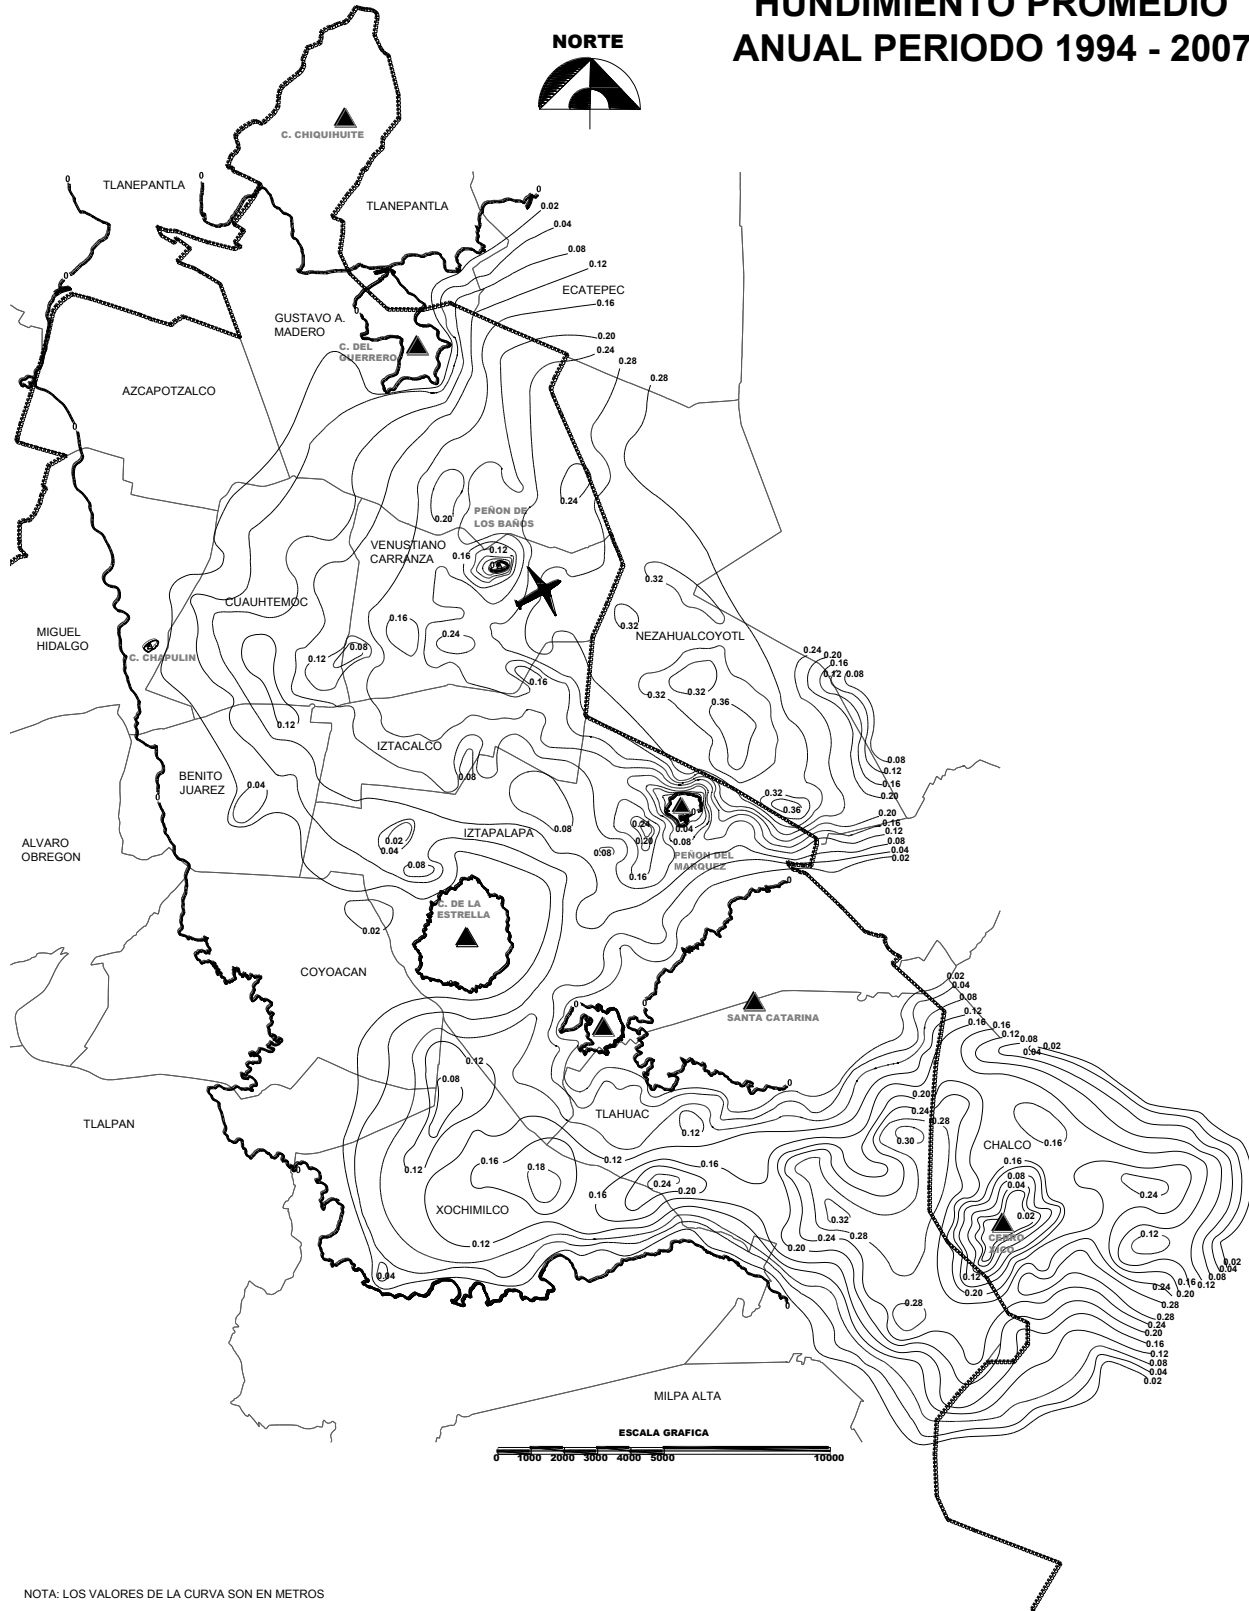 HUNDIMIENTO PROMEDIO
ANUAL PERIODO 1994 - 2007
NORTE
C. CHIQUIHUITE
0
0
0
TLANEPANTLA
TLANEPANTLA
0.02
0.04
0.08
0.12
0
ECATEPEC
0.16
GUSTAVO A.
MADERO
0
0.20
C. DEL
GUERRERO
0.24
0.28
0.28
AZCAPOTZALCO
0
0.24
0.20
PEÑON DE
LOS BAÑOS
VENUSTIANO
CARRANZA
0.16
0.12
0.32
CUAUHTEMOC
0.16
0.32
MIGUEL
HIDALGO
0.24
NEZAHUALCOYOTL
C. CHAPULIN
0.12
0.08
0.24
0.20
0.16
0.12
0.08
0.16
0.32
0.32
0.36
0.12
IZTACALCO
0.08
BENITO
JUAREZ
0.04
0.08
0.12
0.16
0.20
0
0.32
0.36
0.20
0.16
0.12
0.08
0.04
0.02
IZTAPALAPA
0.08
0.24
0.20
0.04
0.08
0.02
0.04
ALVARO
OBREGON
0.08
PEÑON DEL
MARQUEZ
0.08
0.16
0
0
C. DE LA
ESTRELLA
0.02
COYOACAN
0.02
0.04
0.08
0.12
0.16
0
0
SANTA CATARINA
0.16
0.12
0.08
0.04
0.02
0.12
0.08
0
0.20
0.24
0.28
0.30
TLAHUAC
TLALPAN
0.12
CHALCO
0.16
0.12
0.16
0.18
0.12
0.16
0.16
0.08
0.04
0.24
0.24
0.20
0.16
XOCHIMILCO
0.32
0.02
0.12
0.20
0.24
0.28
CERRO
XICO
0.12
0.04
0.12
0.20
0.02
0.04
0.08
0.12
0.16
0.20
0.24
0
0.28
0.28
0.28
0.24
0.20
0.16
0.12
0.08
0.04
0.02
MILPA ALTA
ESCALA GRAFICA
0 1000 2000 3000 4000 5000 10000
NOTA: LOS VALORES DE LA CURVA SON EN METROS